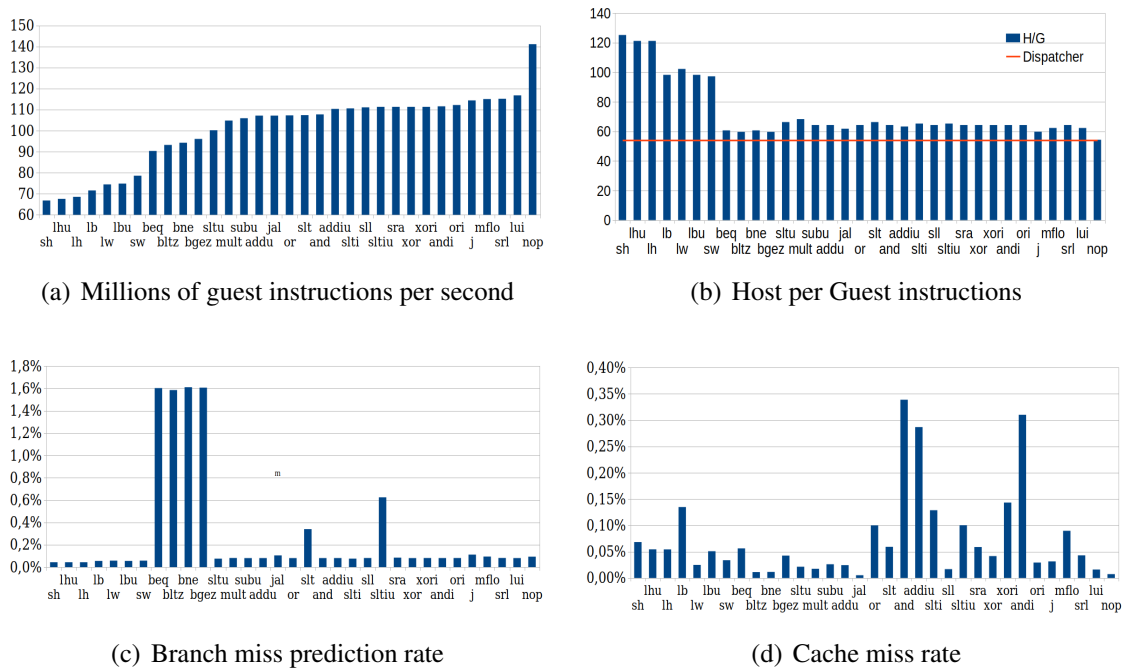 150
140
130
120
110
100
90
80
70
60
lhu lb lbu beq bne sltu subu jal slt addiu sll sra xori ori mflo lui
sh lh lw sw bltz bgez mult addu or and slti sltiu xor andi j srl nop
(a) Millions of guest instructions per second
140
120
100
80
60
40
20
0
H/G
Dispatcher
lhu lb lbu beq bne sltu subu jal slt addiu sll sra xori ori mflo lui
sh lh lw sw bltz bgez mult addu or and slti sltiu xor andi j srl nop
(b) Host per Guest instructions
1,8%
1,6%
1,4%
1,2%
1,0%
0,8%
0,6%
0,4%
0,2%
0,0%
m
lhu lb lbu beq bne sltu subu jal slt addiu sll sra xori ori mflo lui
sh lh lw sw bltz bgez mult addu or and slti sltiu xor andi j srl nop
(c) Branch miss prediction rate
0,40%
0,35%
0,30%
0,25%
0,20%
0,15%
0,10%
0,05%
0,00%
lhu lb lbu beq bne sltu subu jal slt addiu sll sra xori ori mflo lui
sh lh lw sw bltz bgez mult addu or and slti sltiu xor andi j srl nop
(d) Cache miss rate